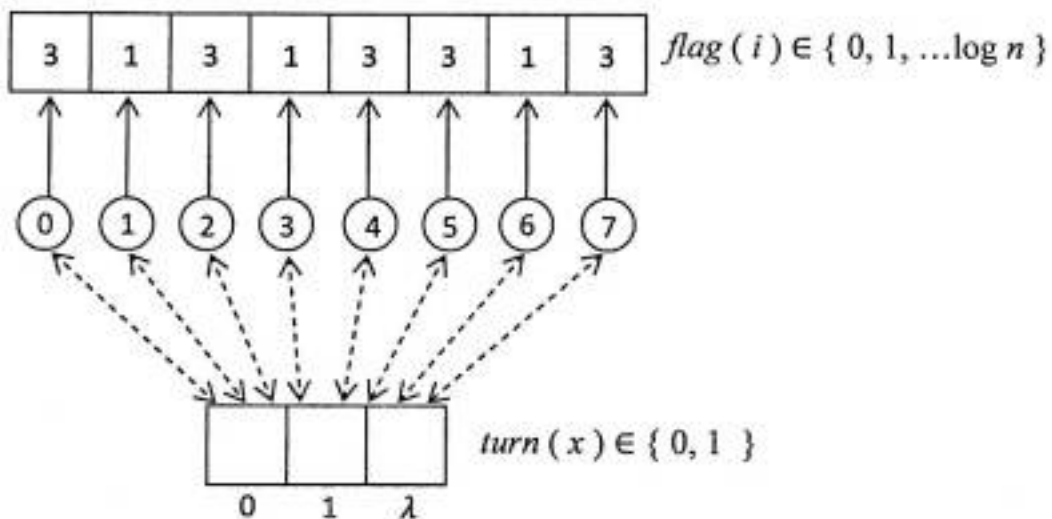 3 1 3 1 3 3 1 3 flag ( i ) ∈ { 0, 1, ...log n }
0 1 2 3 4 5 6 7
turn ( x ) ∈ { 0, 1 }
0 1 λ